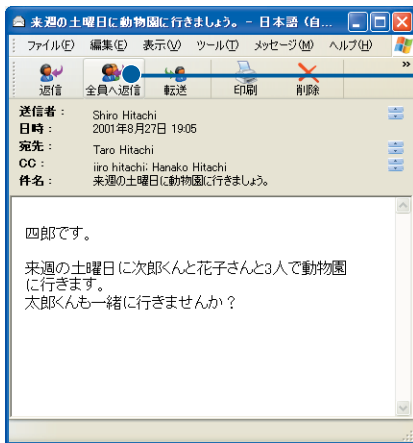 来週の土曜日に動物園に行きましょう。 - 日本語（自...
ファイル(F) 編集(E) 表示(V) ツール(T) メッセージ(M) ヘルプ(H)
返信 全員へ返信 転送 印刷 削除 »
送信者： Shiro Hitachi
日時： 2001年8月27日 19:05
宛先： Taro Hitachi
CC： iiro hitachi; Hanako Hitachi
件名： 来週の土曜日に動物園に行きましょう。
四郎です。
来週の土曜日に次郎くんと花子さんと3人で動物園
に行きます。
太郎くんも一緒に行きませんか？